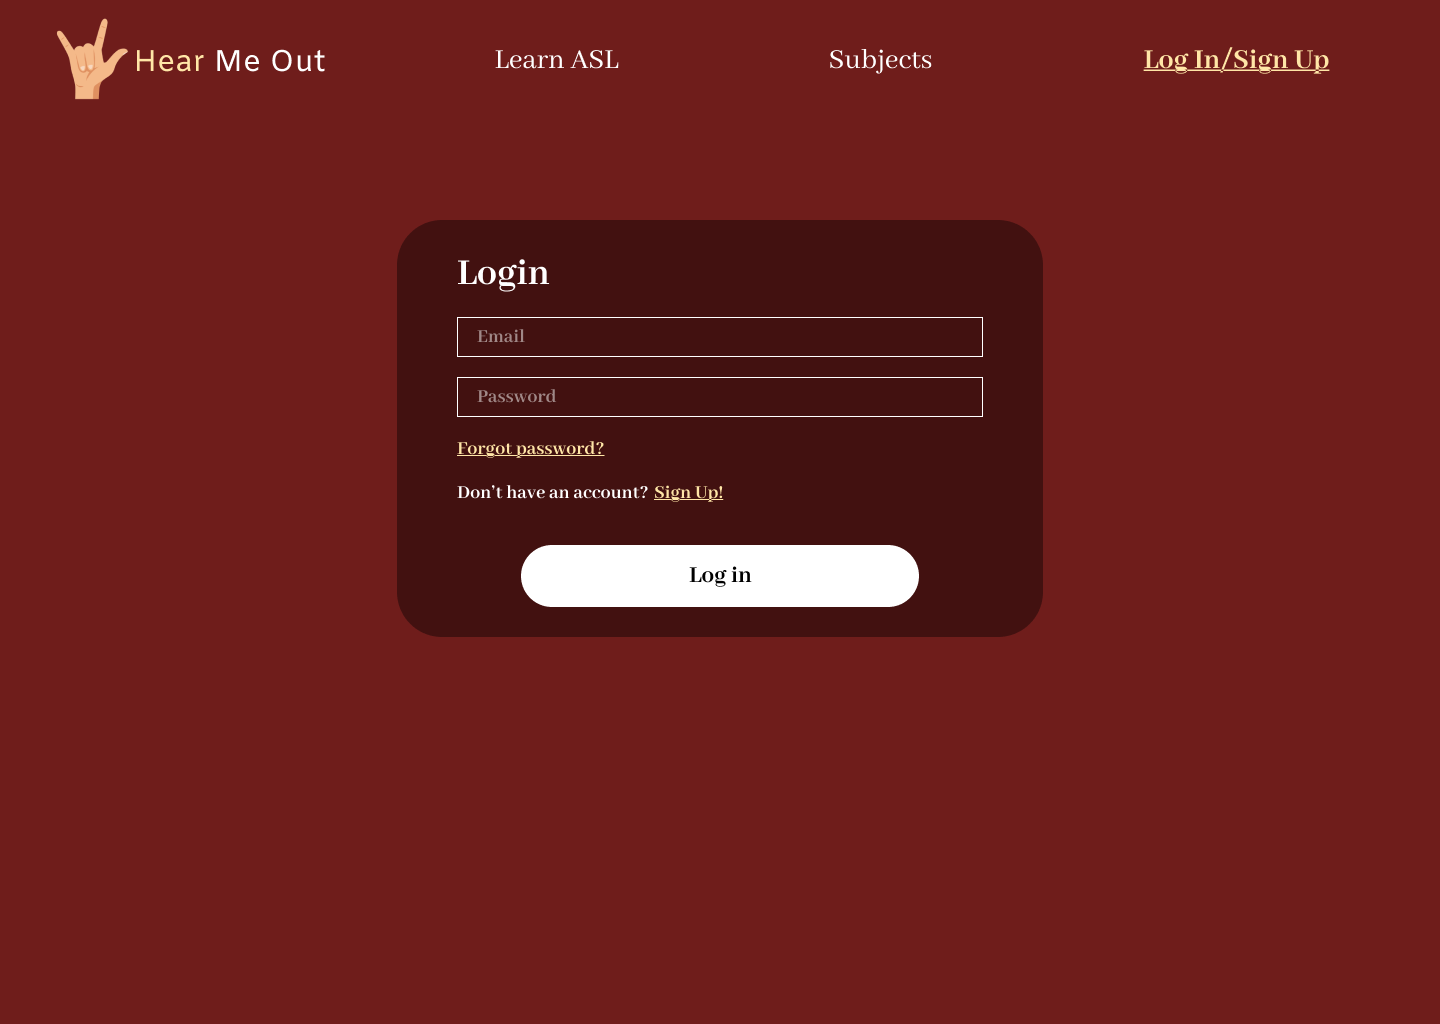 Hear Me Out
Learn ASL
Subjects
Log In/Sign Up
Login
Email
Password
Forgot password?
Don’t have an account? Sign Up!
Log in